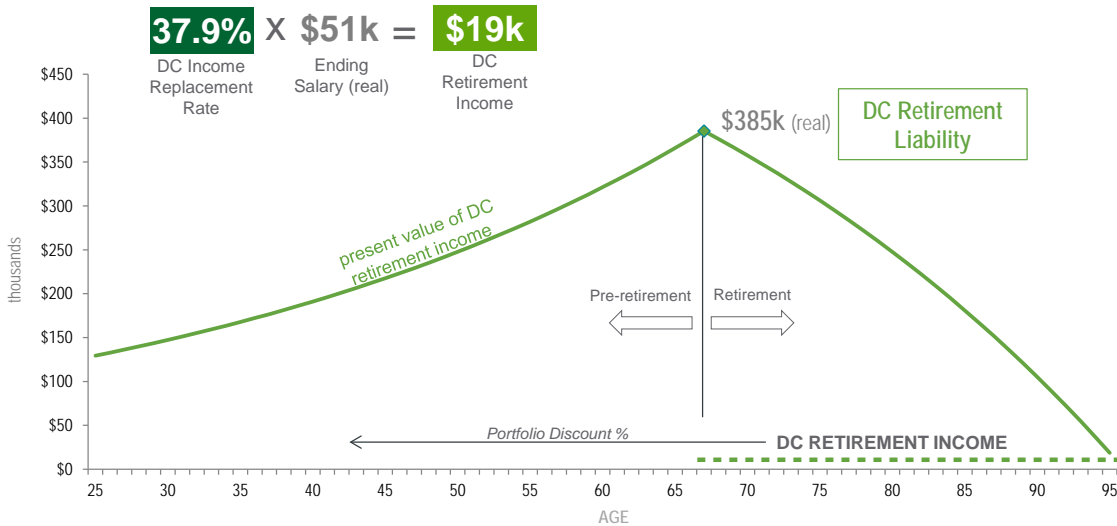 37.9% X $51k = $19k
DC Income Replacement Rate
Ending Salary (real)
DC Retirement Income
$450
$400
$350
$300
$250
$200
$150
$100
$50
$0
thousands
$385k (real)
DC Retirement
Liability
present value of DC
retirement income
Pre-retirement
Retirement
Portfolio Discount %
DC RETIREMENT INCOME
25 30 35 40 45 50 55 60 65 70 75 80 85 90 95
AGE